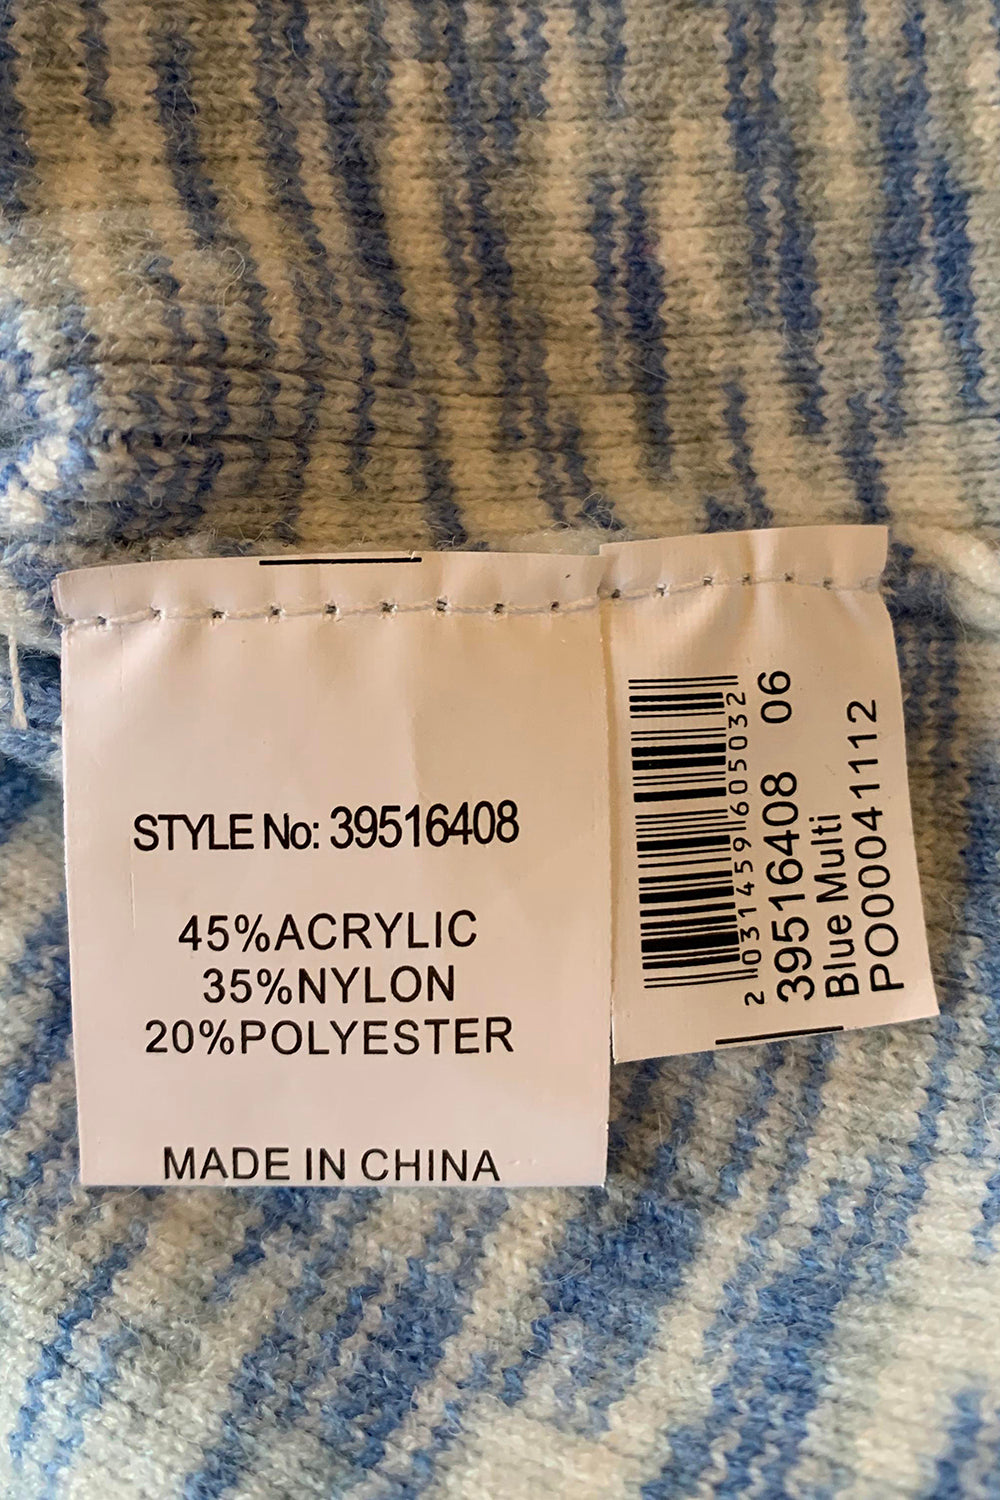 STYLE No: 39516408
45%ACRYLIC
35%NYLON
20%POLYESTER
MADE IN CHINA
2 031459 605032
39516408 06
Blue Multi
PO00041112